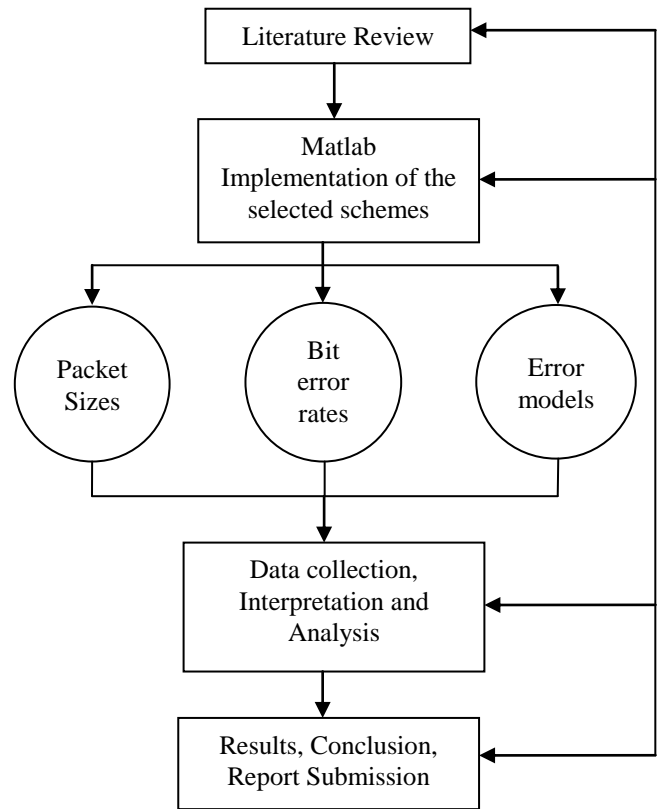 Literature Review
Matlab
Implementation of the
selected schemes
Packet
Sizes
Bit
error
rates
Error
models
Data collection,
Interpretation and
Analysis
Results, Conclusion,
Report Submission